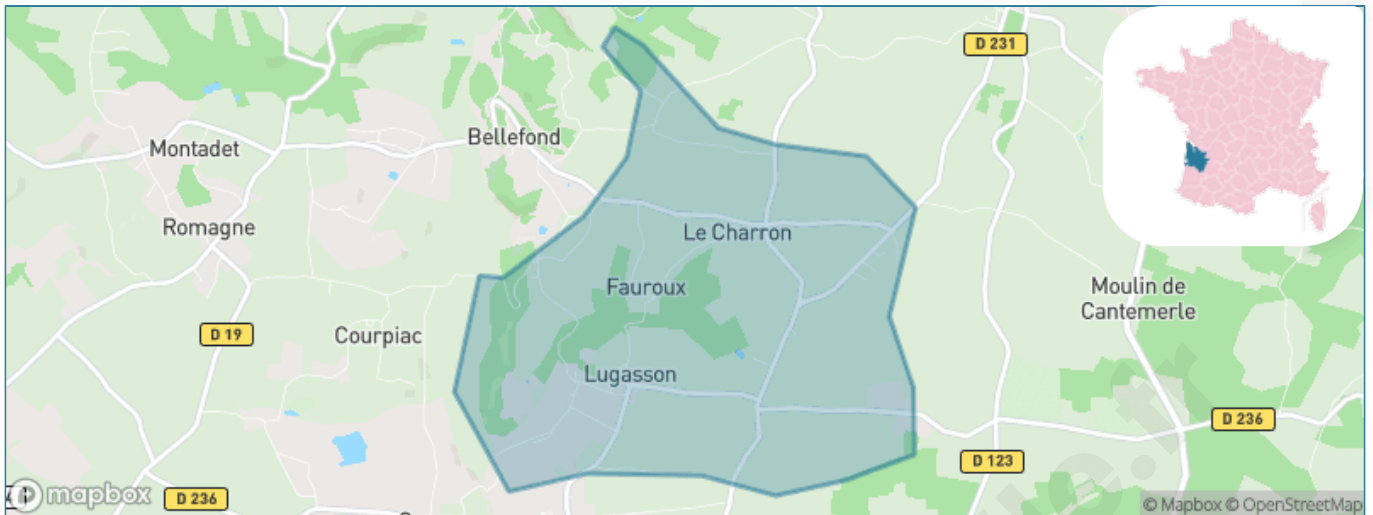 D 231
Bellefond
Montadet
Romagne
Le Charron
Fauroux
Moulin de
Cantemerle
D 19
Courpiac
Lugasson
D 236
D 123
mapbox
D 236
© Mapbox © OpenStreetMap